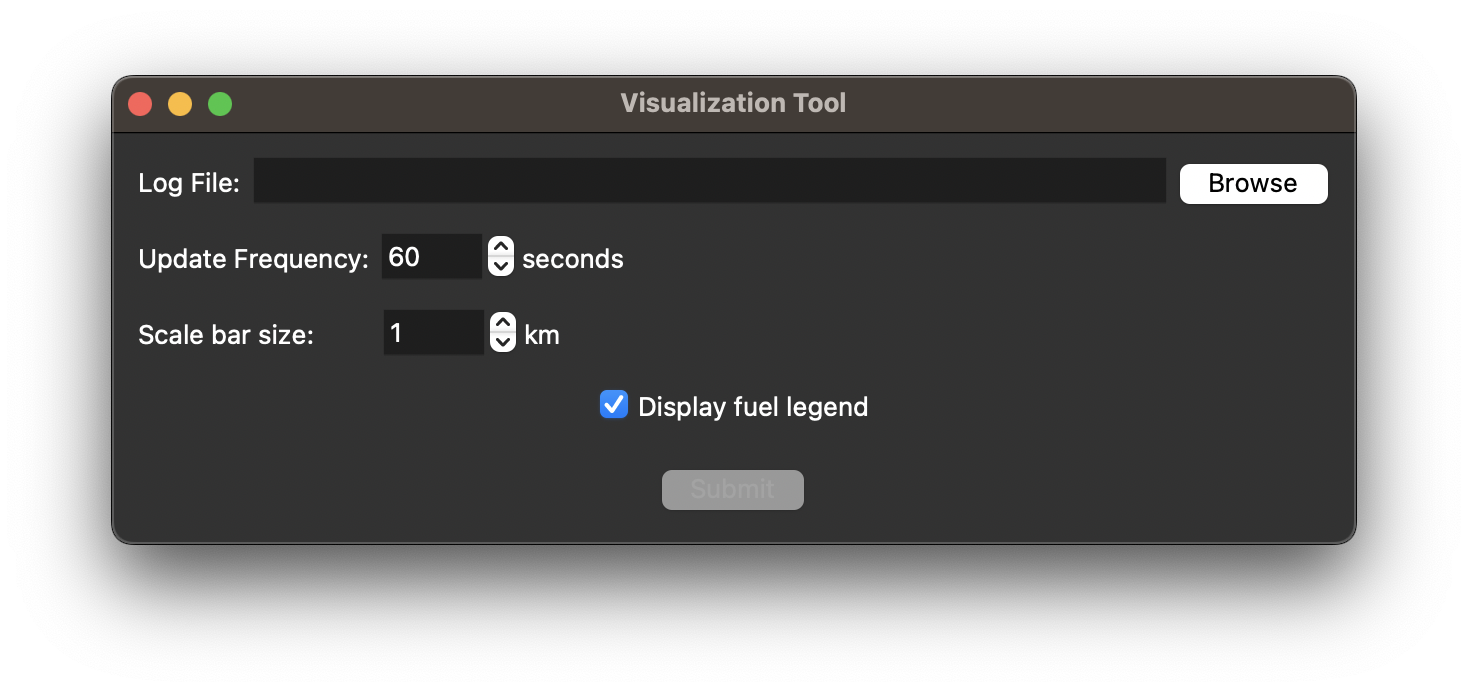 Visualization Tool
Log File: Browse
Update Frequency: 60 seconds
Scale bar size: 1 km
Display fuel legend
Submit